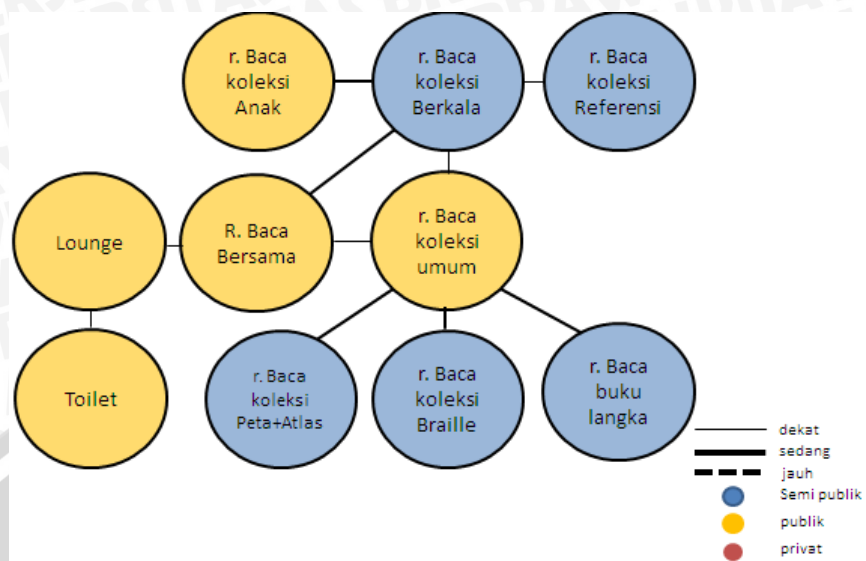 r. Baca
koleksi
Anak
r. Baca
koleksi
Berkala
r. Baca
koleksi
Referensi
Lounge
R. Baca
Bersama
r. Baca
koleksi
umum
Toilet
r. Baca
koleksi
Peta+Atlas
r. Baca
koleksi
Braille
r. Baca
buku
langka
dekat
sedang
jauh
Semi publik
publik
privat